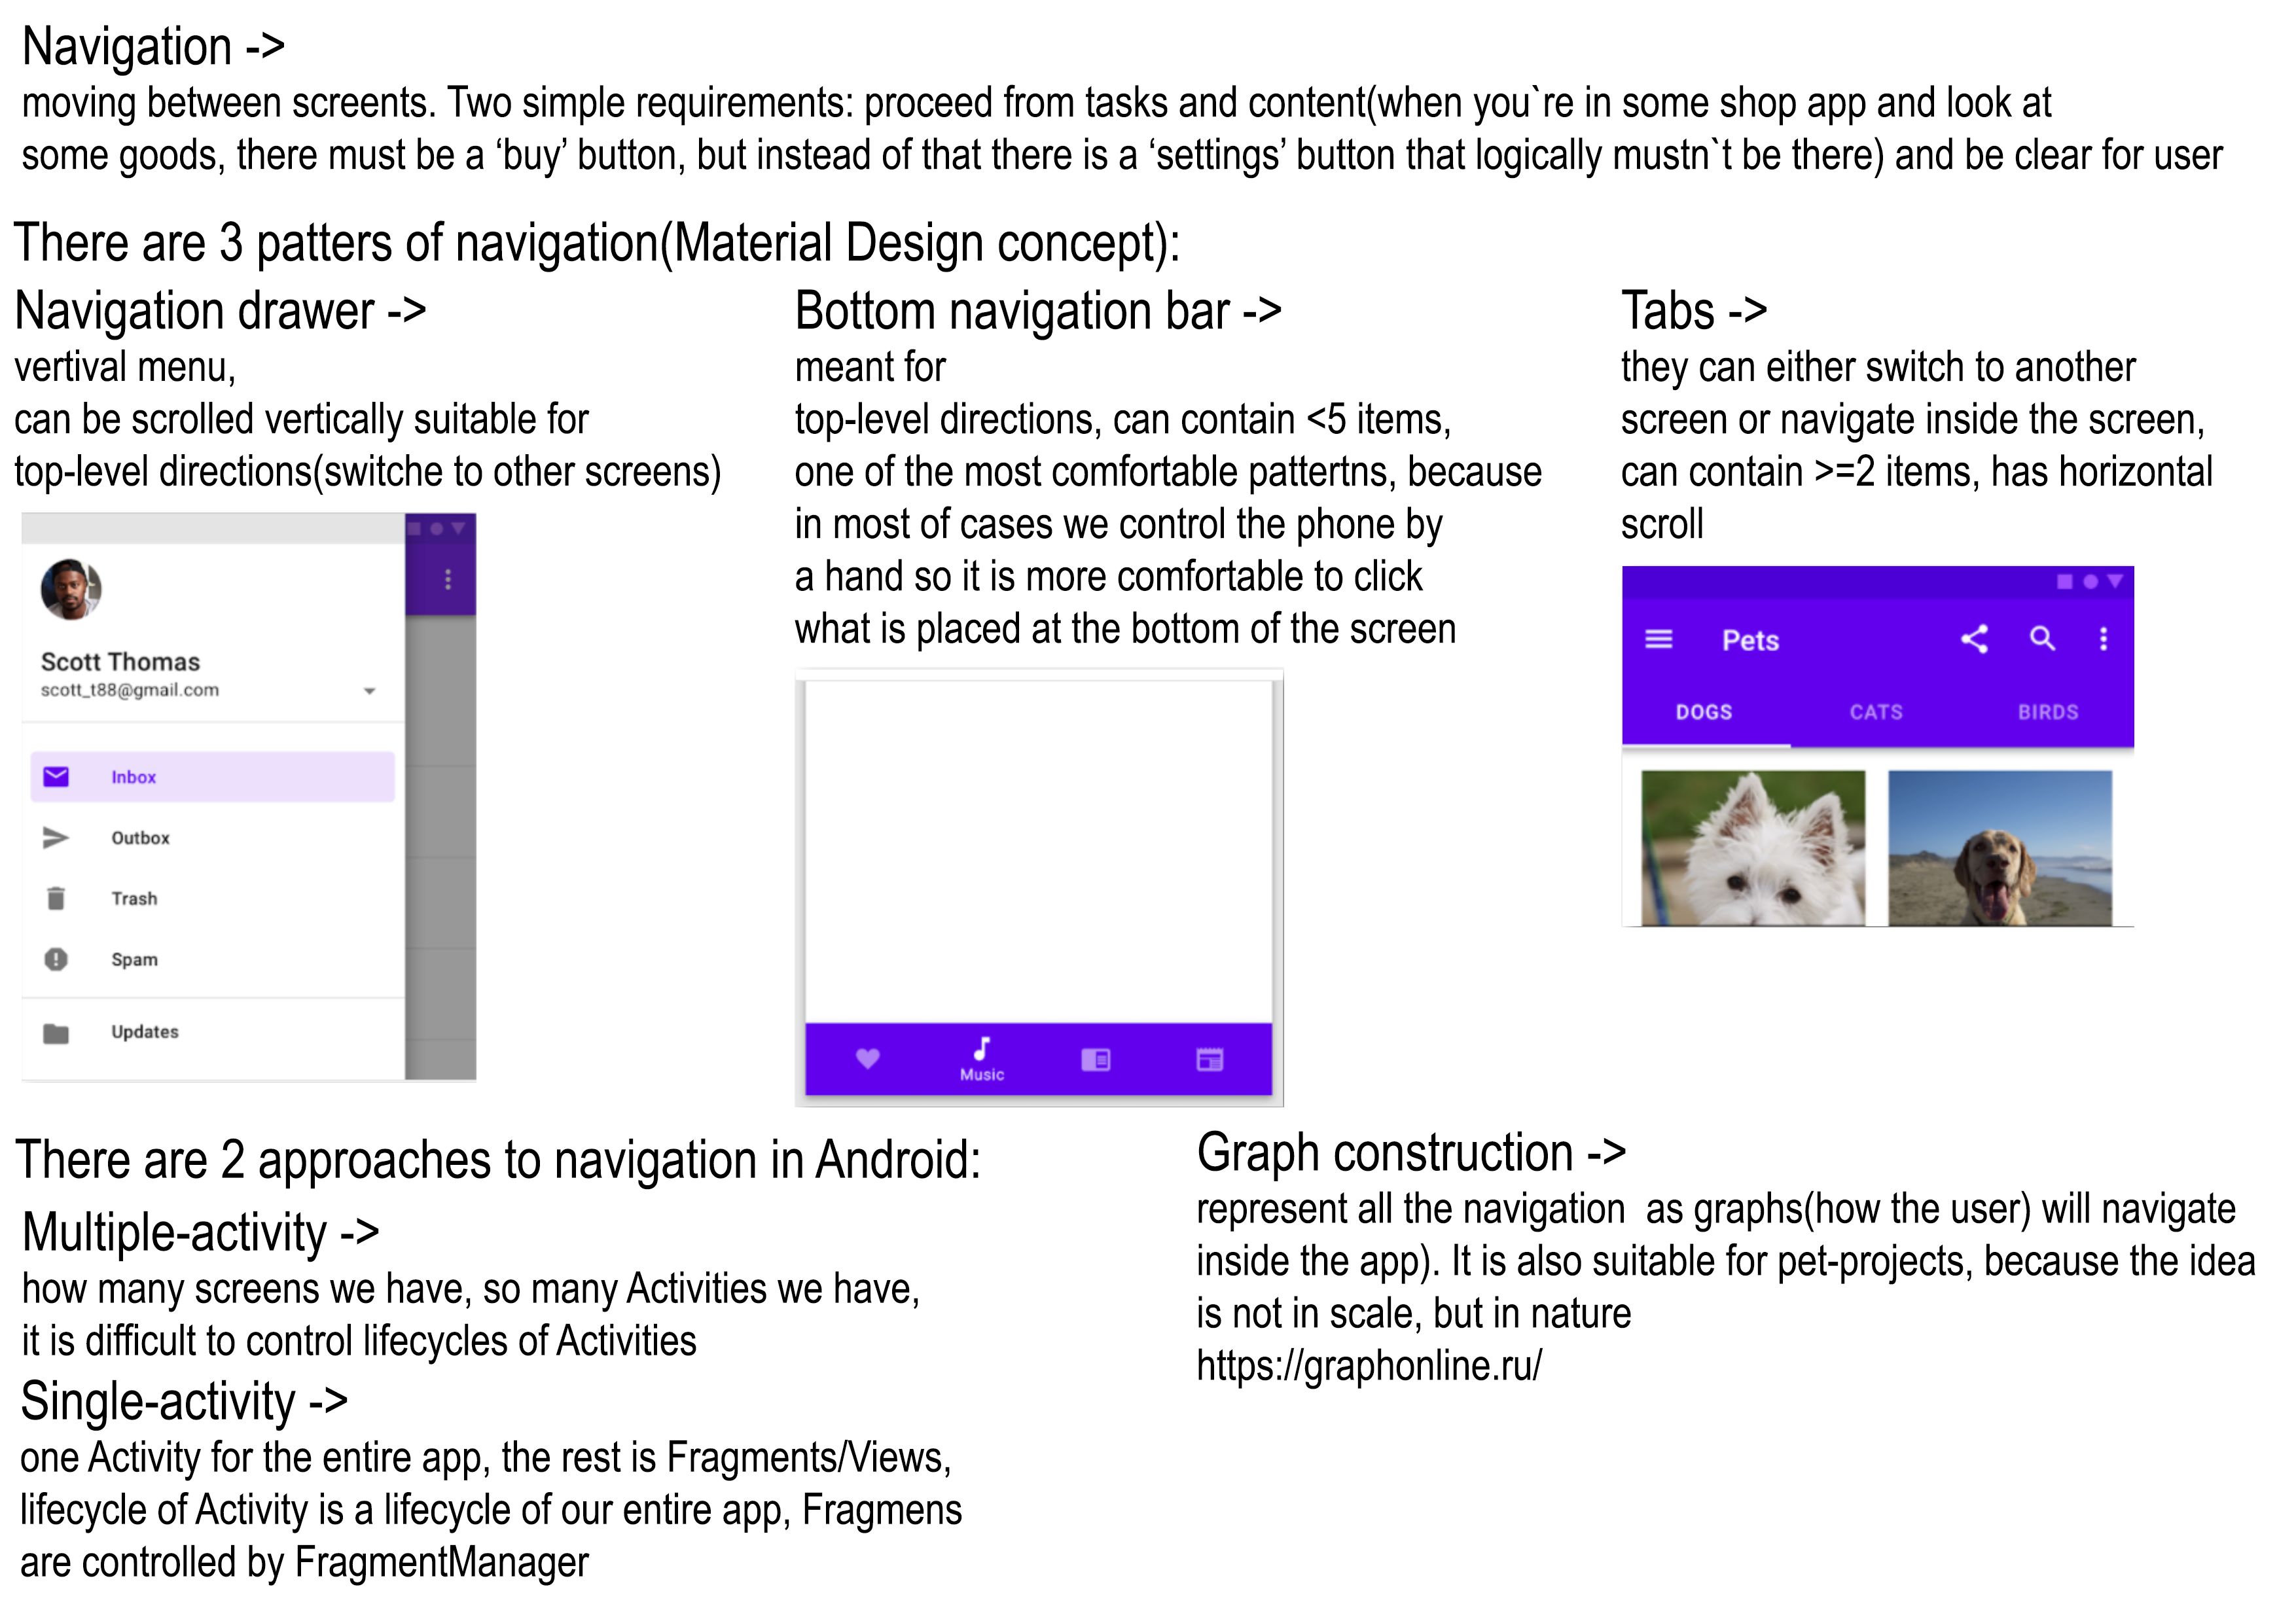 Navigation ->
moving between screents. Two simple requirements: proceed from tasks and content(when you`re in some shop app and look at
some goods, there must be a ‘buy’ button, but instead of that there is a ‘settings’ button that logically mustn`t be there) and be clear for user
There are 3 patters of navigation(Material Design concept):
Navigation drawer ->
vertival menu,
can be scrolled vertically suitable for
top-level directions(switche to other screens)
Scott Thomas
scott_t88@gmail.com
Inbox
Outbox
Trash
Spam
Updates
Bottom navigation bar ->
meant for
top-level directions, can contain <5 items,
one of the most comfortable pattertns, because
in most of cases we control the phone by
a hand so it is more comfortable to click
what is placed at the bottom of the screen
Music
Tabs ->
they can either switch to another
screen or navigate inside the screen,
can contain >=2 items, has horizontal
scroll
Pets
DOGS CATS BIRDS
There are 2 approaches to navigation in Android:
Multiple-activity ->
how many screens we have, so many Activities we have,
it is difficult to control lifecycles of Activities
Single-activity ->
one Activity for the entire app, the rest is Fragments/Views,
lifecycle of Activity is a lifecycle of our entire app, Fragmens
are controlled by FragmentManager
Graph construction ->
represent all the navigation  as graphs(how the user) will navigate
inside the app). It is also suitable for pet-projects, because the idea
is not in scale, but in nature
https://graphonline.ru/